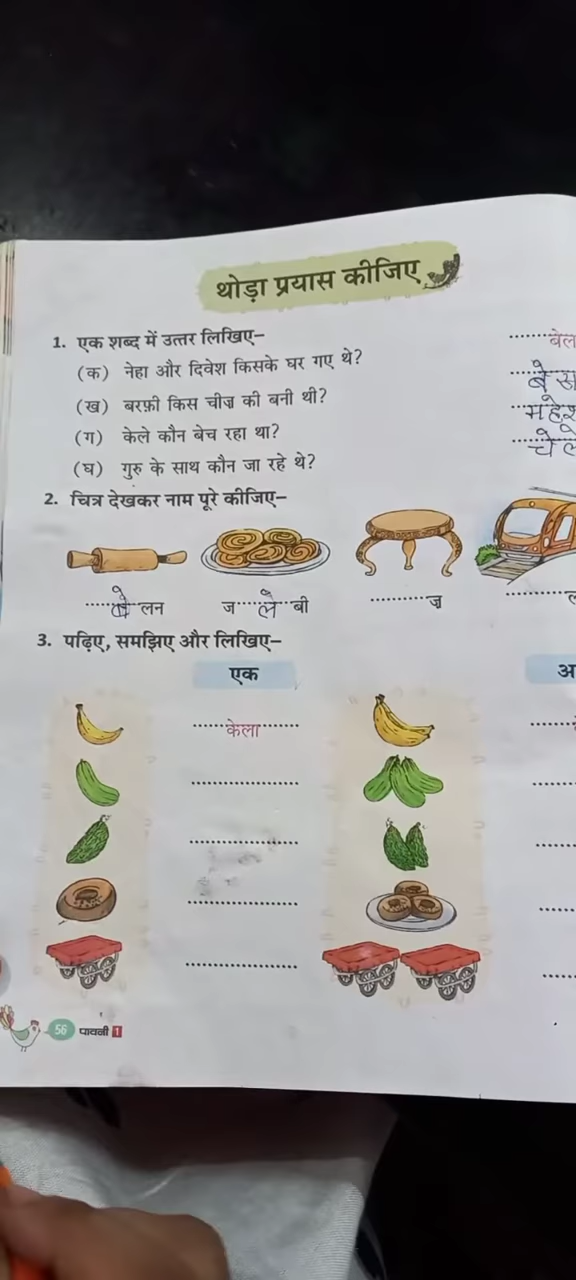 थोड़ा प्रयास कीजिए
1. एक शब्द में उत्तर लिखिए–
(क) नेहा और दिवेश किसके घर गए थे?
(ख) बरफ़ी किस चीज़ की बनी थी?
(ग) केले कौन बेच रहा था?
(घ) गुरु के साथ कौन जा रहे थे?
2. चित्र देखकर नाम पूरे कीजिए–
बे लन ज ले बी ..........ज
3. पढ़िए, समझिए और लिखिए–
एक
केला
56 पावनी 1